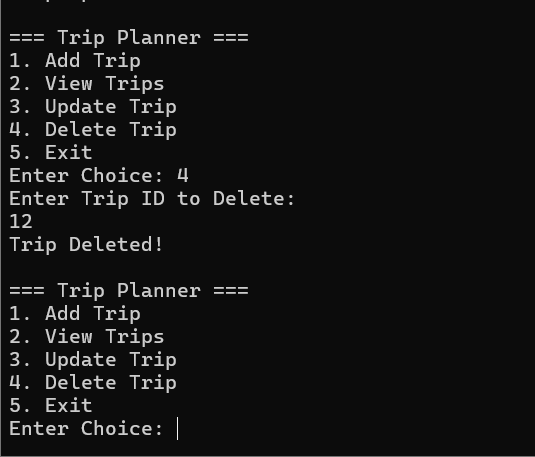 === Trip Planner ===
1. Add Trip
2. View Trips
3. Update Trip
4. Delete Trip
5. Exit
Enter Choice: 4
Enter Trip ID to Delete:
12
Trip Deleted!
=== Trip Planner ===
1. Add Trip
2. View Trips
3. Update Trip
4. Delete Trip
5. Exit
Enter Choice: